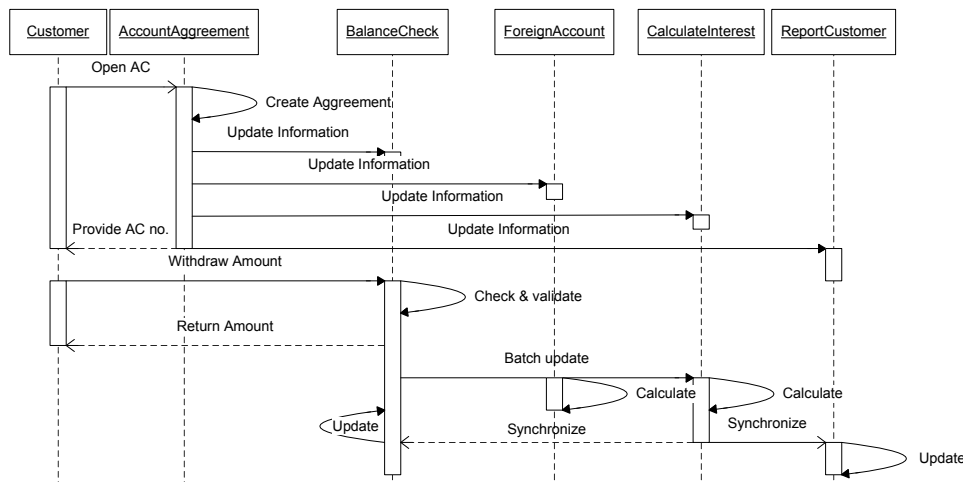 Customer
AccountAggreement
BalanceCheck
ForeignAccount
CalculateInterest
ReportCustomer
Open AC
Create Aggreement
Update Information
Update Information
Update Information
Provide AC no.
Update Information
Withdraw Amount
Check & validate
Return Amount
Batch update
Calculate
Calculate
Update
Synchronize
Synchronize
Update